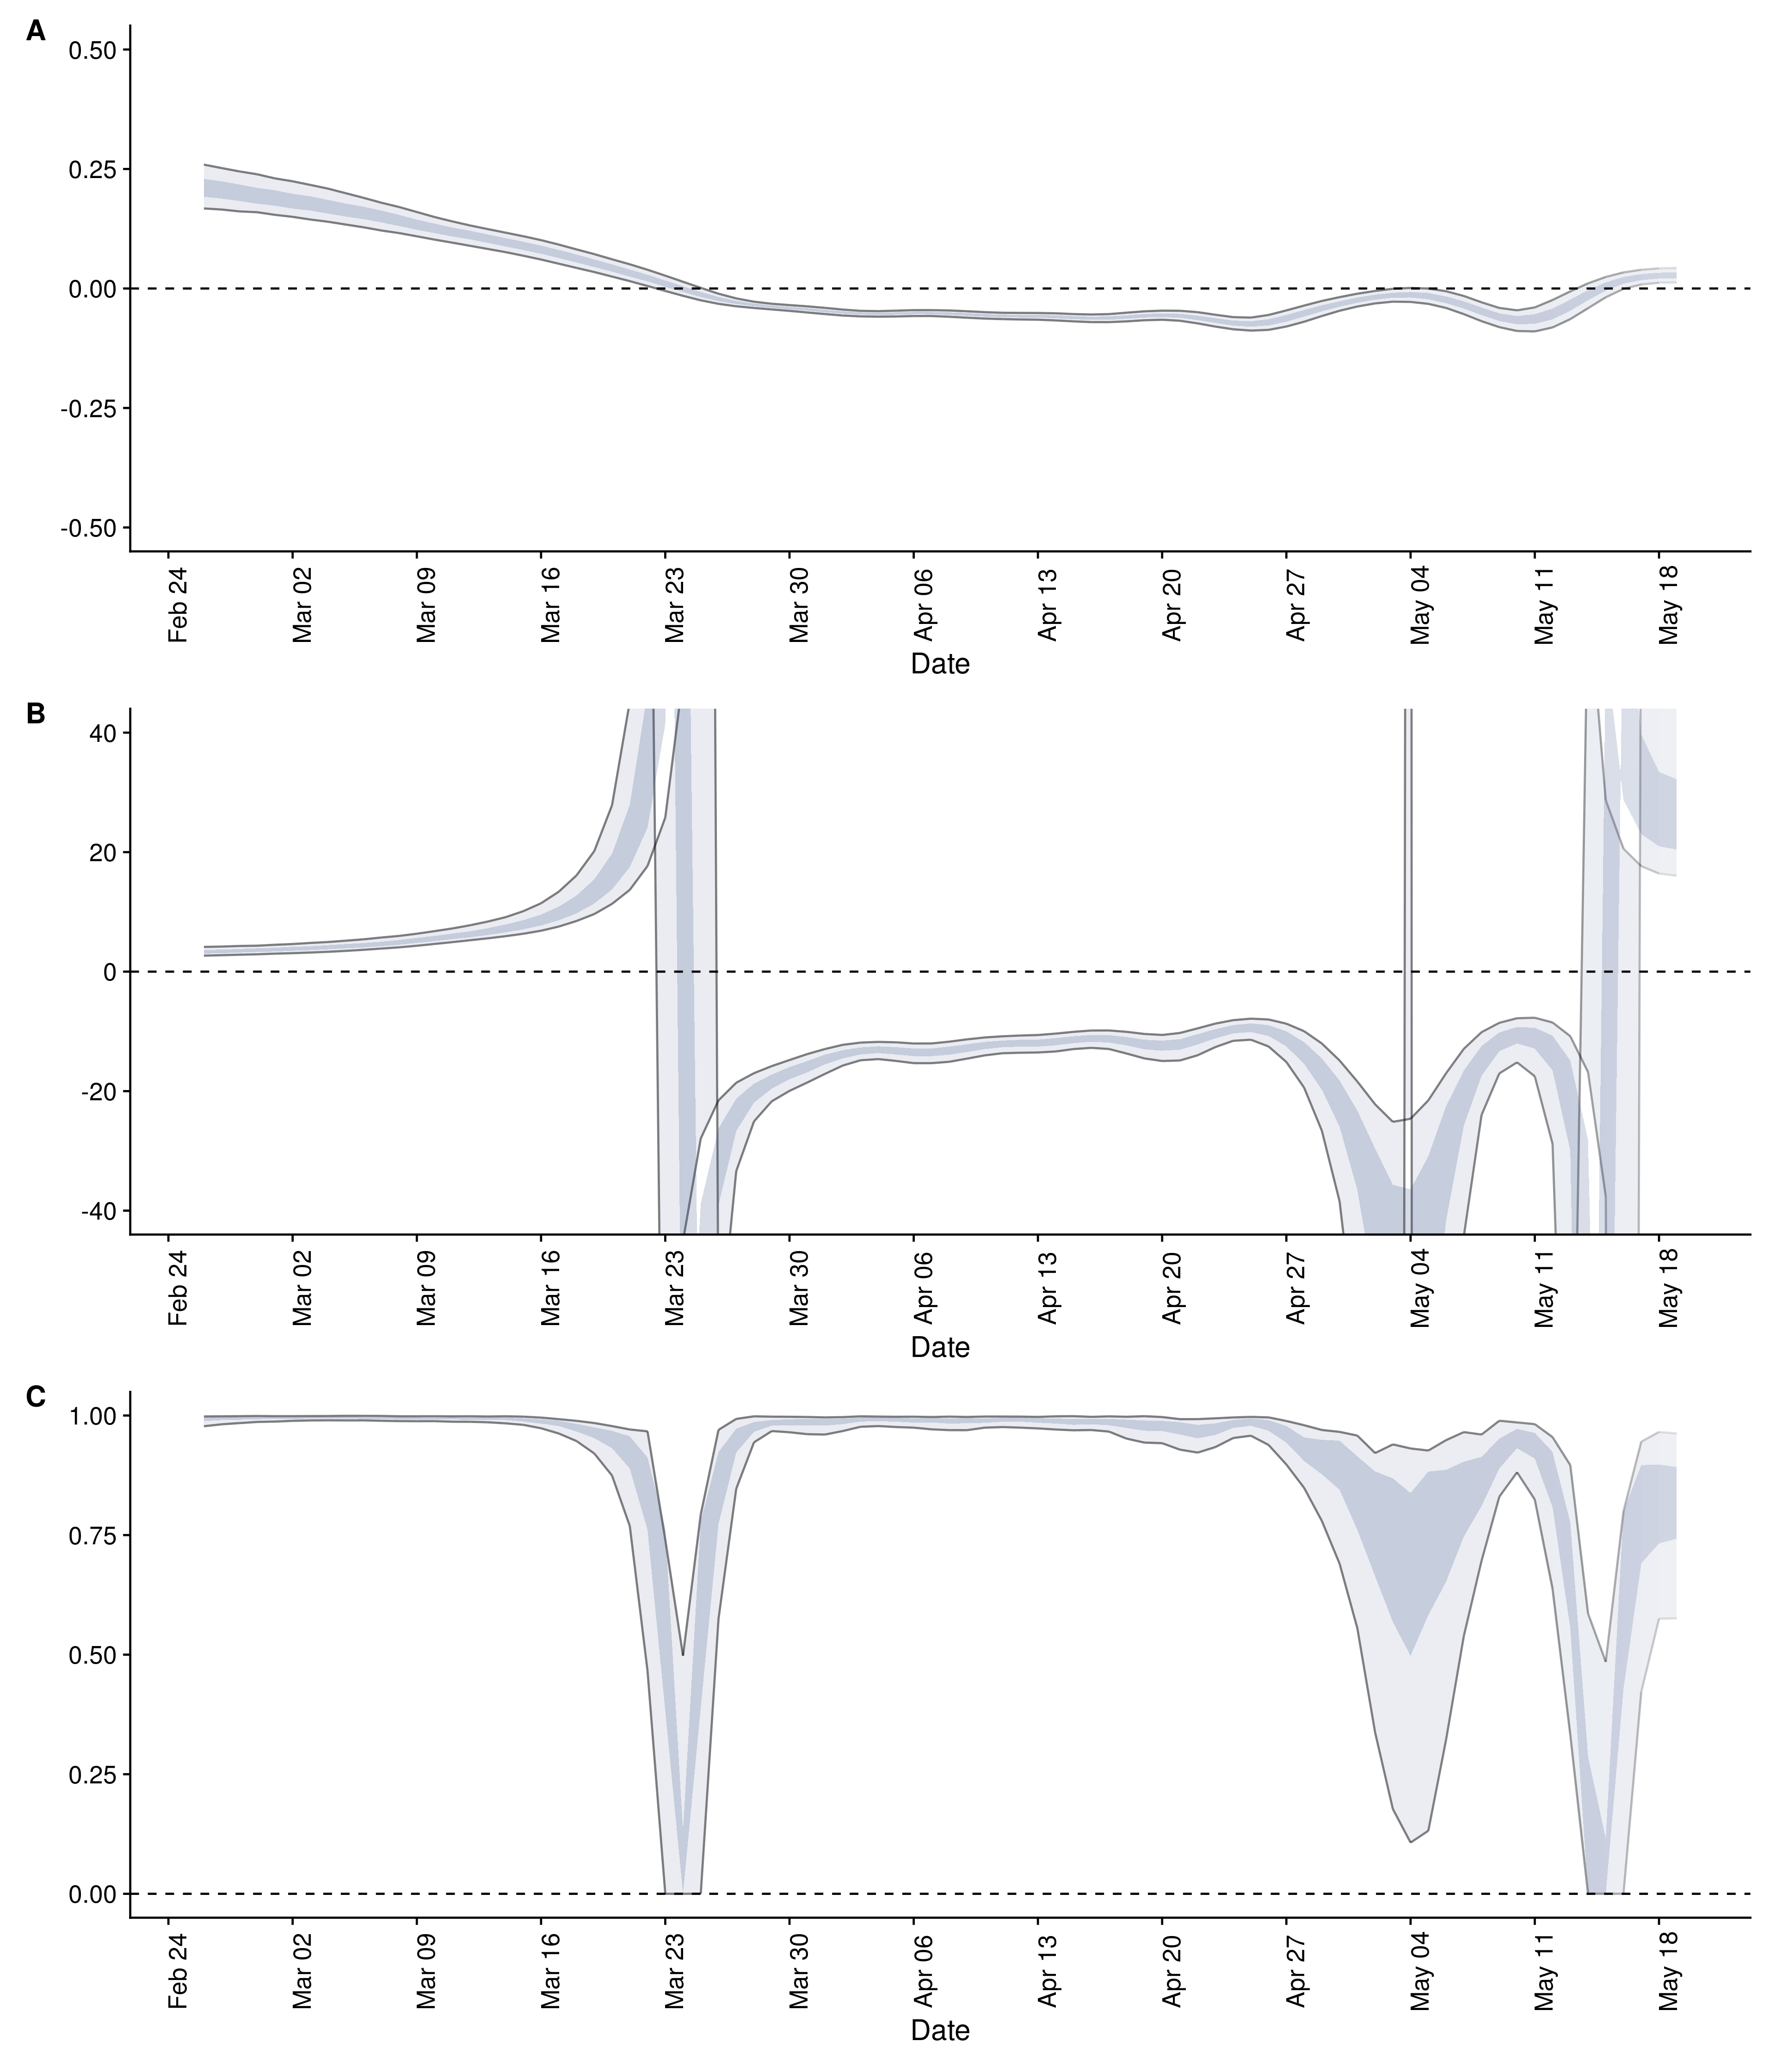 A
0.50
0.25
0.00
-0.25
-0.50
Feb 24
Mar 02
Mar 09
Mar 16
Mar 23
Mar 30
Apr 06
Apr 13
Apr 20
Apr 27
May 04
May 11
May 18
Date
B
40
20
0
-20
-40
Feb 24
Mar 02
Mar 09
Mar 16
Mar 23
Mar 30
Apr 06
Apr 13
Apr 20
Apr 27
May 04
May 11
May 18
Date
C
1.00
0.75
0.50
0.25
0.00
Feb 24
Mar 02
Mar 09
Mar 16
Mar 23
Mar 30
Apr 06
Apr 13
Apr 20
Apr 27
May 04
May 11
May 18
Date